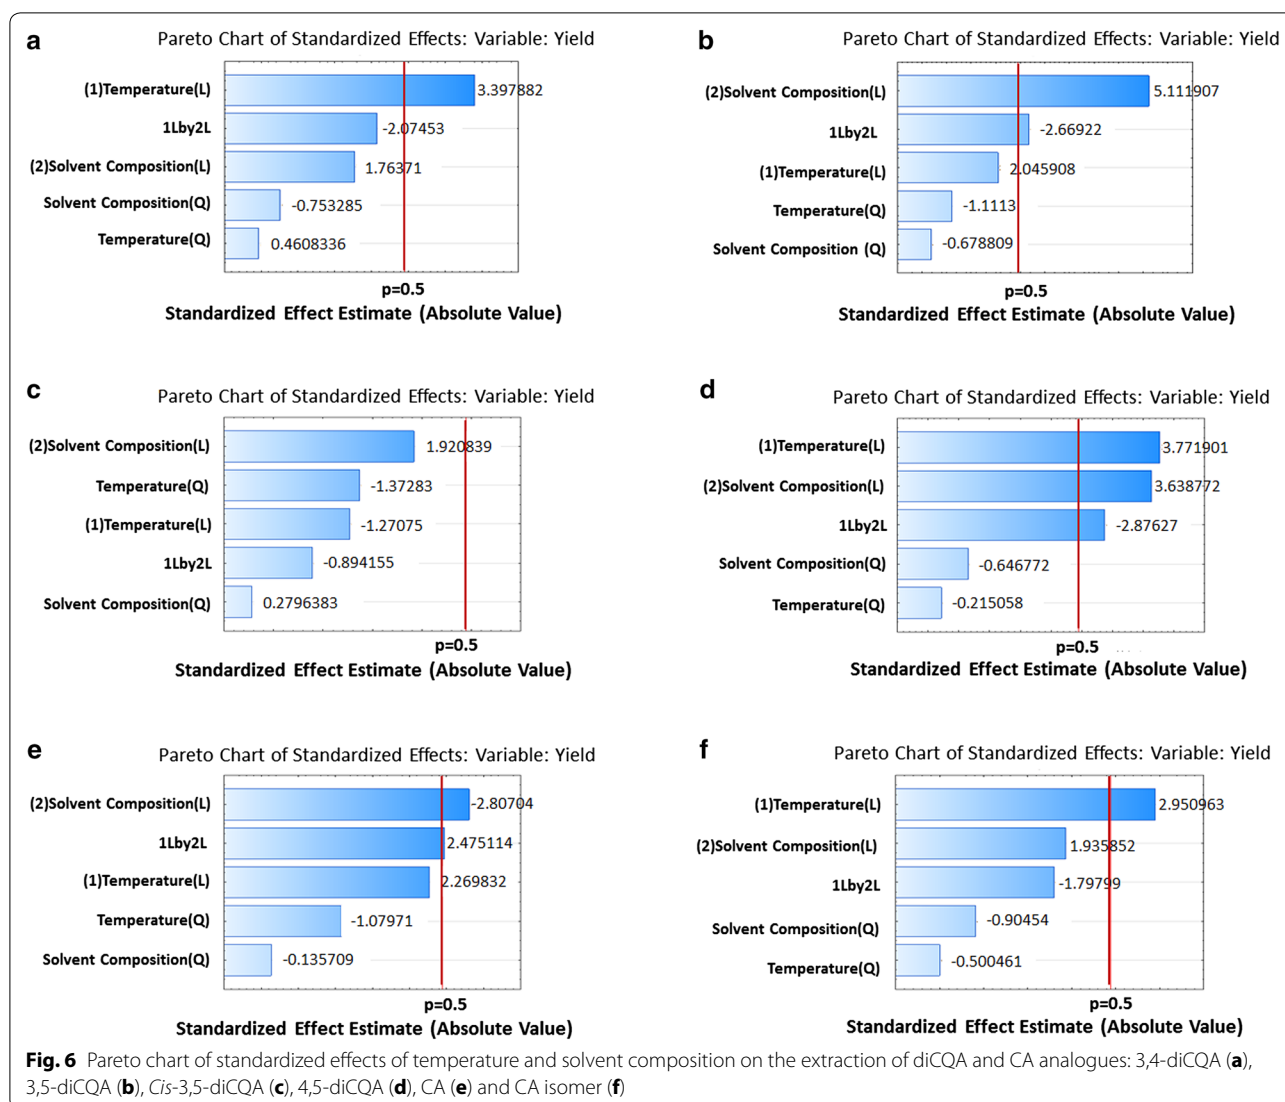 a
Pareto Chart of Standardized Effects: Variable: Yield
(1)Temperature(L) 3.397882
1Lby2L -2.07453
(2)Solvent Composition(L) 1.76371
Solvent Composition(Q) -0.753285
Temperature(Q) 0.4608336
p=0.5
Standardized Effect Estimate (Absolute Value)
b
Pareto Chart of Standardized Effects: Variable: Yield
(2)Solvent Composition(L) 5.111907
1Lby2L -2.66922
(1)Temperature(L) 2.045908
Temperature(Q) -1.1113
Solvent Composition (Q) -0.678809
p=0.5
Standardized Effect Estimate (Absolute Value)
c
Pareto Chart of Standardized Effects: Variable: Yield
(2)Solvent Composition(L) 1.920839
Temperature(Q) -1.37283
(1)Temperature(L) -1.27075
1Lby2L -0.894155
Solvent Composition(Q) 0.2796383
p=0.5
Standardized Effect Estimate (Absolute Value)
d
Pareto Chart of Standardized Effects: Variable: Yield
(1)Temperature(L) 3.771901
(2)Solvent Composition(L) 3.638772
1Lby2L -2.87627
Solvent Composition(Q) -0.646772
Temperature(Q) -0.215058
p=0.5
Standardized Effect Estimate (Absolute Value)
e
Pareto Chart of Standardized Effects: Variable: Yield
(2)Solvent Composition(L) -2.80704
1Lby2L 2.475114
(1)Temperature(L) 2.269832
Temperature(Q) -1.07971
Solvent Composition(Q) -0.135709
p=0.5
Standardized Effect Estimate (Absolute Value)
f
Pareto Chart of Standardized Effects: Variable: Yield
(1)Temperature(L) 2.950963
(2)Solvent Composition(L) 1.935852
1Lby2L -1.79799
Solvent Composition(Q) -0.90454
Temperature(Q) -0.500461
p=0.5
Standardized Effect Estimate (Absolute Value)
Fig. 6 Pareto chart of standardized effects of temperature and solvent composition on the extraction of diCQA and CA analogues: 3,4-diCQA (a),
3,5-diCQA (b), Cis-3,5-diCQA (c), 4,5-diCQA (d), CA (e) and CA isomer (f)